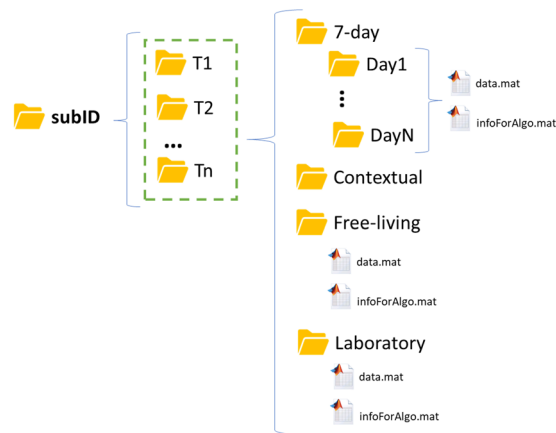 subID
T1
T2
...
Tn
7-day
Day1
DayN
data.mat
infoForAlgo.mat
Contextual
Free-living
data.mat
infoForAlgo.mat
Laboratory
data.mat
infoForAlgo.mat